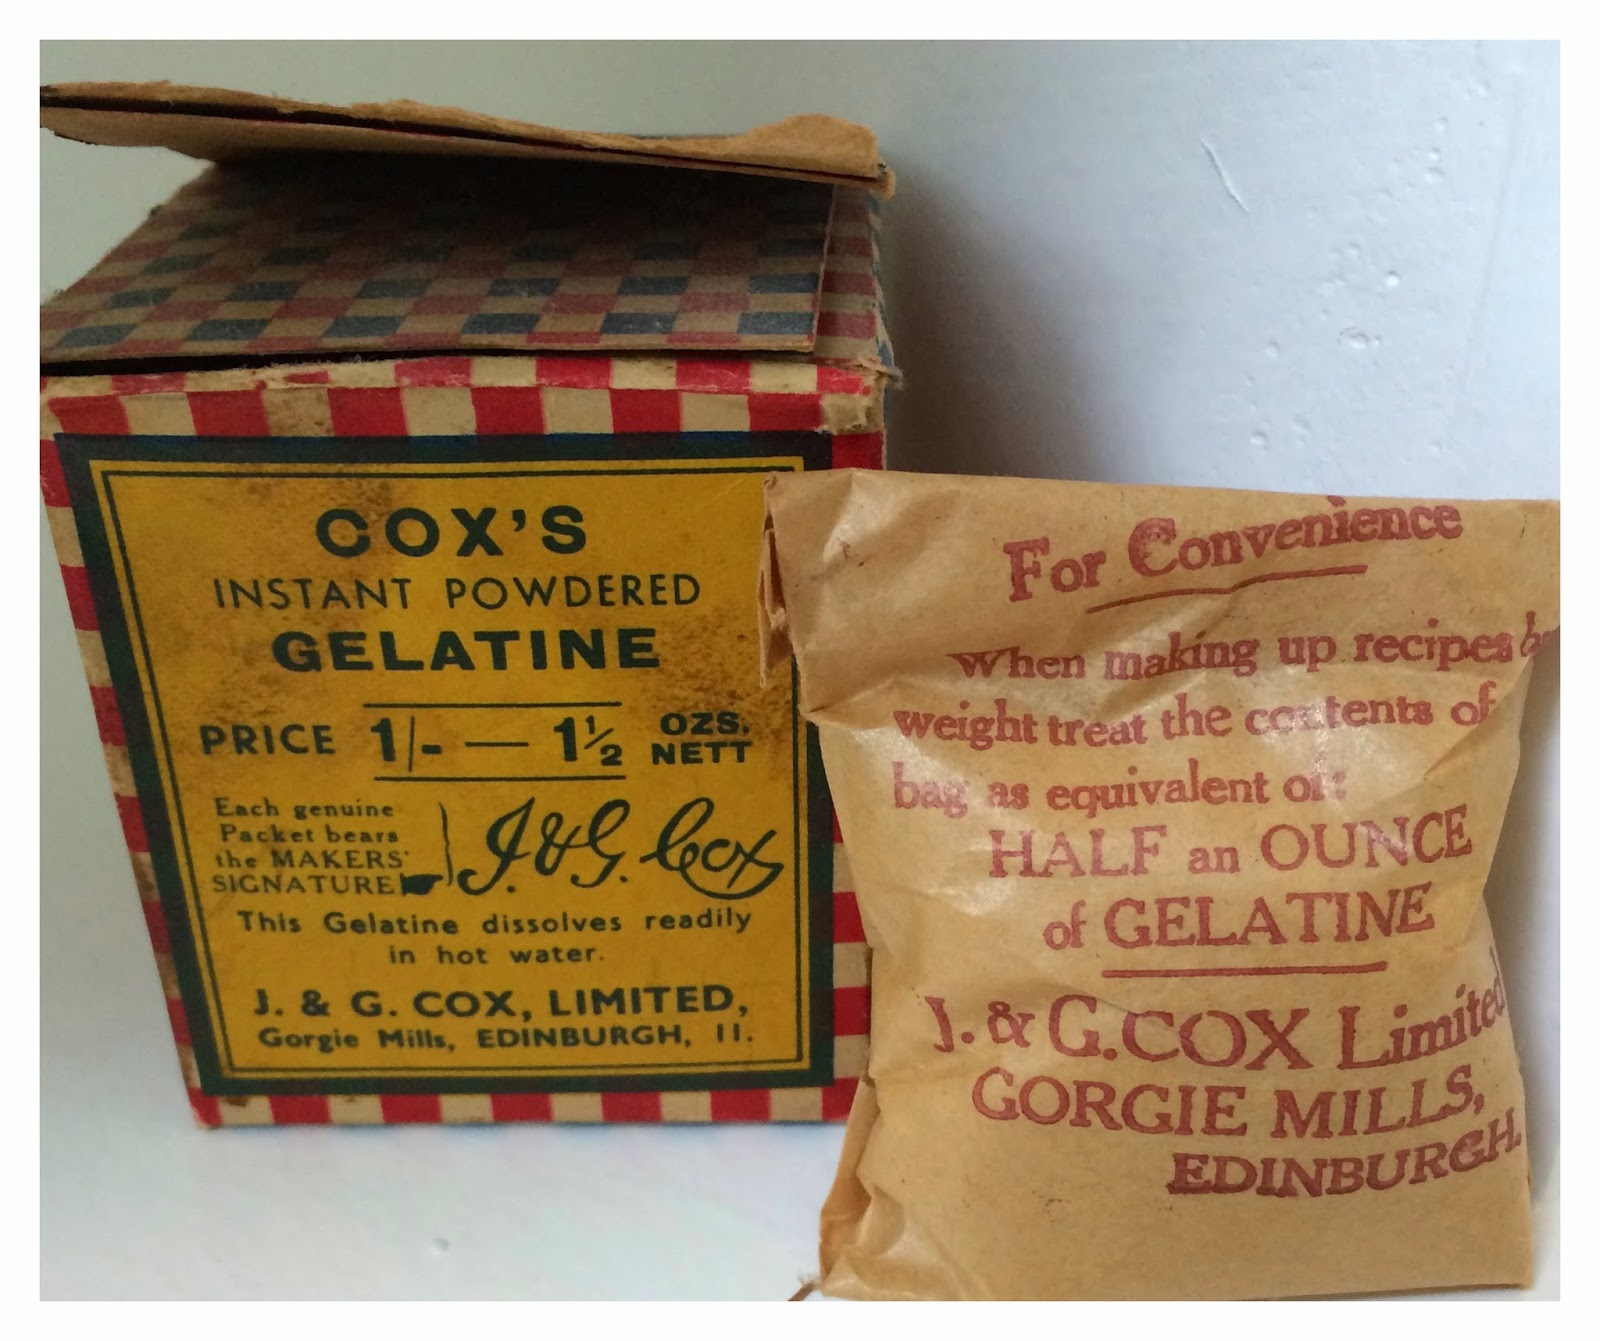 COX'S
INSTANT POWDERED
GELATINE
PRICE 1/- — 1½ OZS. NETT
Each genuine
Packet bears
the MAKERS'
SIGNATURE
J. & G. Cox
This Gelatine dissolves readily
in hot water.
J. & G. COX, LIMITED,
Gorgie Mills, EDINBURGH, 11.
For Convenience
When making up recipes
weight treat the contents of
bag as equivalent of:
HALF an OUNCE
of GELATINE
J. & G. COX Limited
GORGIE MILLS,
EDINBURGH.